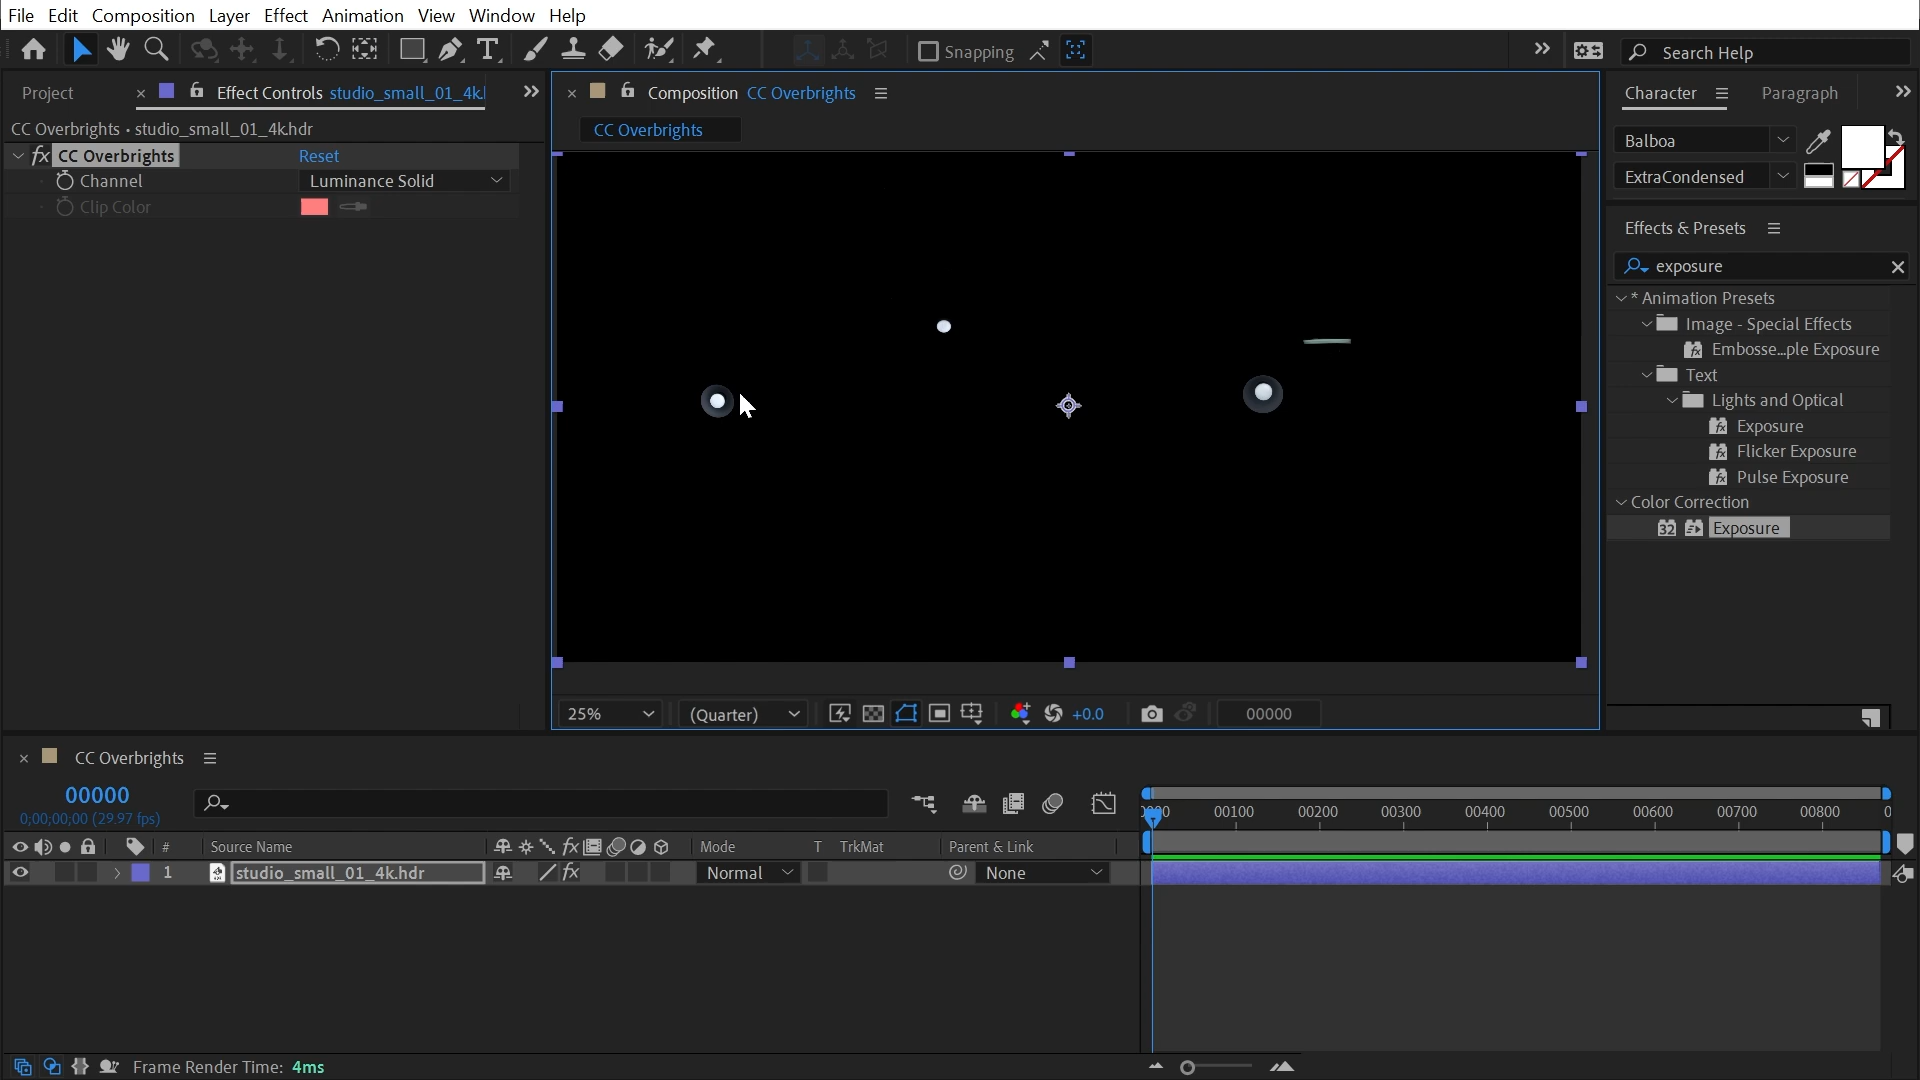 File Edit Composition Layer Effect Animation View Window Help
Snapping
Search Help
Project
Effect Controls studio_small_01_4k.
Composition CC Overbrights
Character
Paragraph
CC Overbrights • studio_small_01_4k.hdr
CC Overbrights
Balboa
fx CC Overbrights Reset
Channel Luminance Solid
ExtraCondensed
Clip Color
Effects & Presets
exposure
* Animation Presets
Image - Special Effects
Embosse...ple Exposure
Text
Lights and Optical
Exposure
Flicker Exposure
Pulse Exposure
Color Correction
32 Exposure
25% (Quarter) +0.0 00000
CC Overbrights
00000
0;00;00;00 (29.97 fps)
00100 00200 00300 00400 00500 00600 00700 00800
# Source Name fx Mode T TrkMat Parent & Link
1 studio_small_01_4k.hdr fx Normal None
Frame Render Time: 4ms